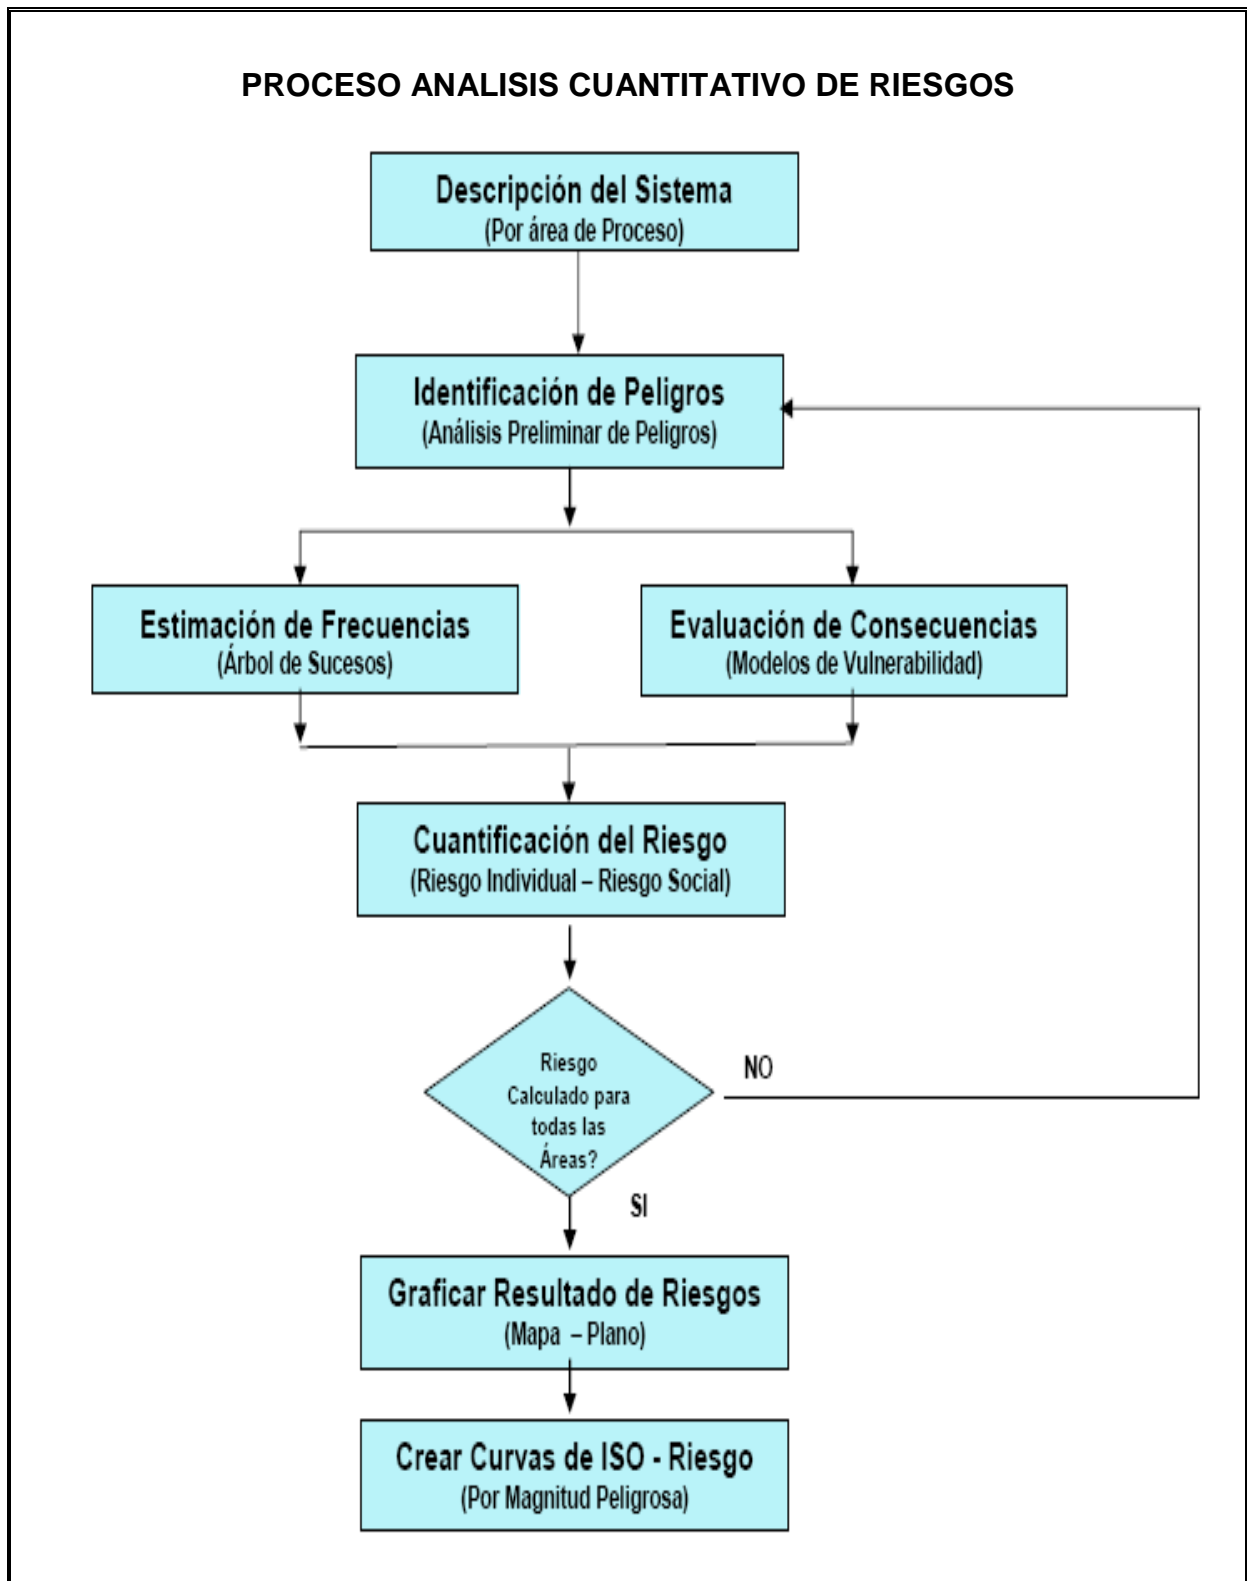 PROCESO ANALISIS CUANTITATIVO DE RIESGOS
Descripción del Sistema
(Por área de Proceso)
Identificación de Peligros
(Análisis Preliminar de Peligros)
Estimación de Frecuencias
(Árbol de Sucesos)
Evaluación de Consecuencias
(Modelos de Vulnerabilidad)
Cuantificación del Riesgo
(Riesgo Individual – Riesgo Social)
Riesgo
Calculado para
todas las
Áreas?
NO
SI
Graficar Resultado de Riesgos
(Mapa – Plano)
Crear Curvas de ISO - Riesgo
(Por Magnitud Peligrosa)